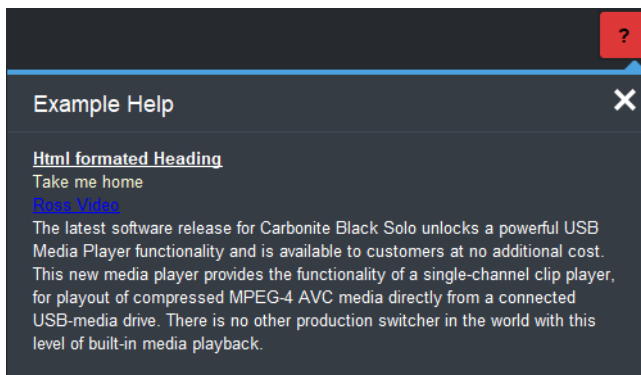 ?
Example Help
Html formated Heading
Take me home
Ross Video
The latest software release for Carbonite Black Solo unlocks a powerful USB
Media Player functionality and is available to customers at no additional cost.
This new media player provides the functionality of a single-channel clip player,
for playout of compressed MPEG-4 AVC media directly from a connected
USB-media drive. There is no other production switcher in the world with this
level of built-in media playback.